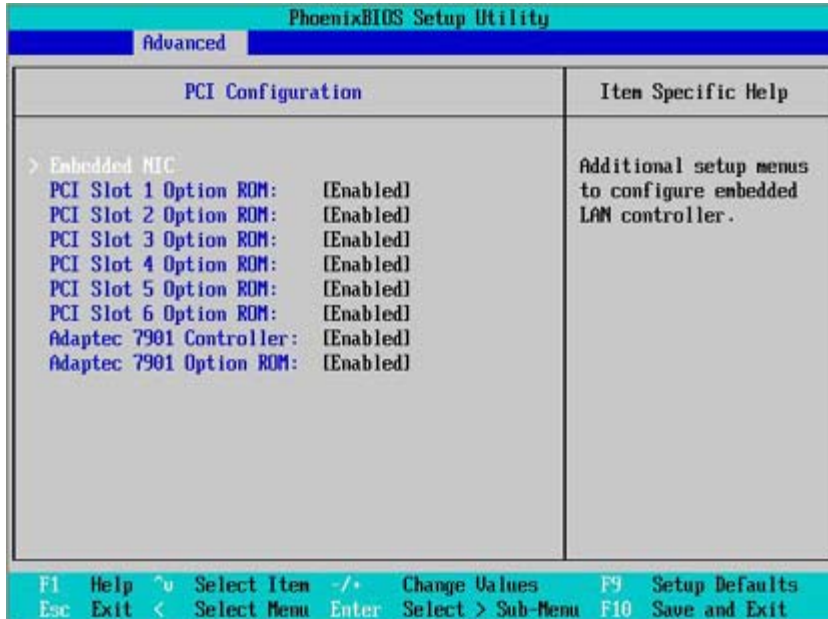 PhoenixBIOS Setup Utility
Advanced
PCI Configuration
Item Specific Help
> Embedded NIC
PCI Slot 1 Option ROM: [Enabled]
PCI Slot 2 Option ROM: [Enabled]
PCI Slot 3 Option ROM: [Enabled]
PCI Slot 4 Option ROM: [Enabled]
PCI Slot 5 Option ROM: [Enabled]
PCI Slot 6 Option ROM: [Enabled]
Adaptec 7901 Controller: [Enabled]
Adaptec 7901 Option ROM: [Enabled]
Additional setup menus
to configure embedded
LAN controller.
F1 Help ^v Select Item -/+ Change Values F9 Setup Defaults
Esc Exit < Select Menu Enter Select > Sub-Menu F10 Save and Exit